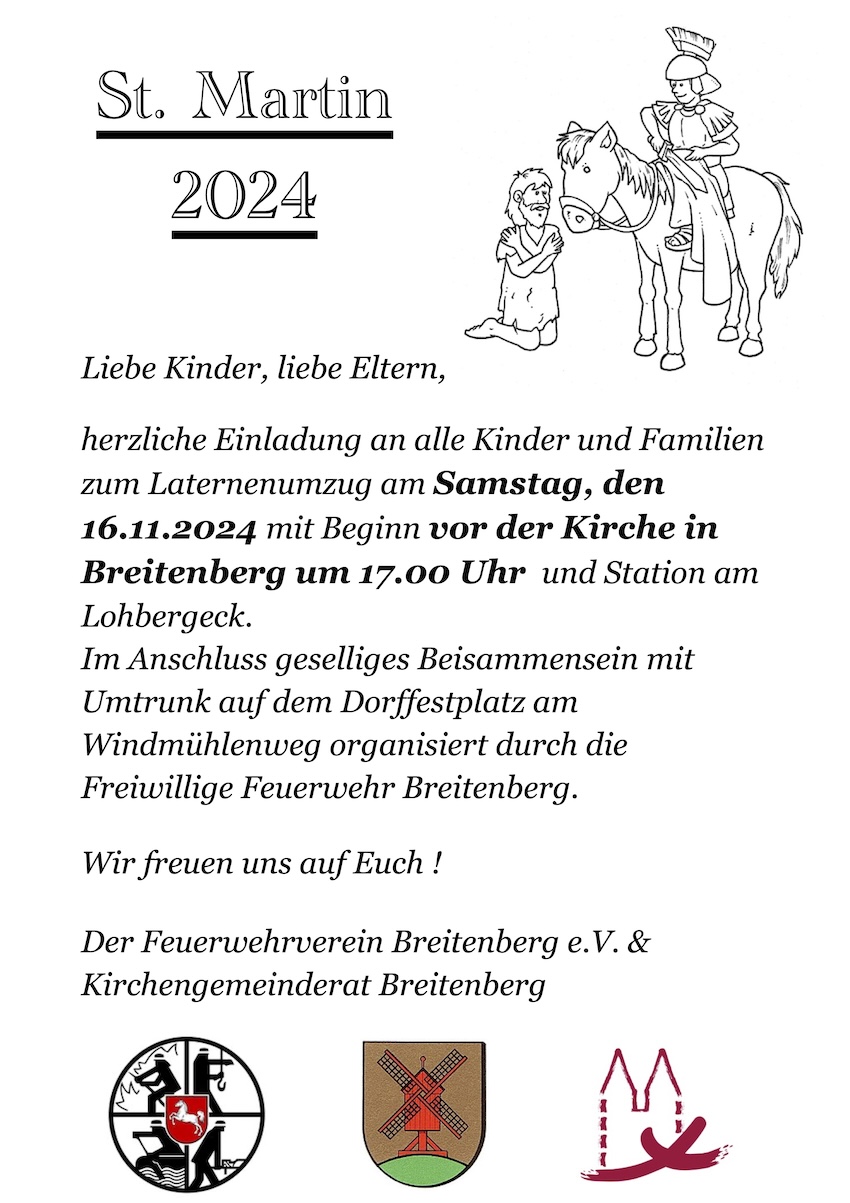 St. Martin
2024
Liebe Kinder, liebe Eltern,
herzliche Einladung an alle Kinder und Familien
zum Laternenumzug am Samstag, den
16.11.2024 mit Beginn vor der Kirche in
Breitenberg um 17.00 Uhr und Station am
Lohbergeck.
Im Anschluss geselliges Beisammensein mit
Umtrunk auf dem Dorffestplatz am
Windmühlenweg organisiert durch die
Freiwillige Feuerwehr Breitenberg.
Wir freuen uns auf Euch !
Der Feuerwehrverein Breitenberg e.V. &
Kirchengemeinderat Breitenberg